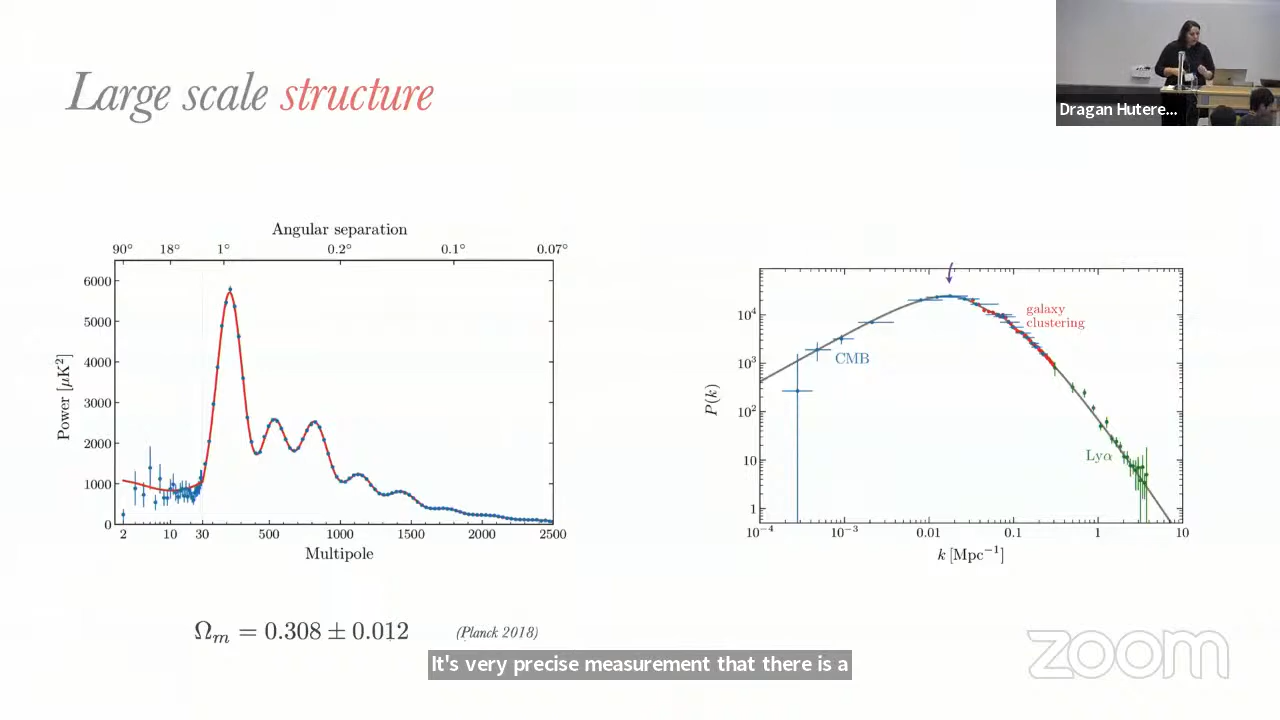 Large scale structure
Dragan Hutere...
Angular separation
90° 18° 1° 0.2° 0.1° 0.07°
6000
5000
4000
3000
2000
1000
0
Power [μK²]
2 10 30 500 1000 1500 2000 2500
Multipole
galaxy
clustering
CMB
Lyα
10⁴
10³
10²
10
1
P(k)
10⁻⁴ 10⁻³ 0.01 0.1 1 10
k [Mpc⁻¹]
Ωₘ = 0.308 ± 0.012 (Planck 2018)
It's very precise measurement that there is a
zoom